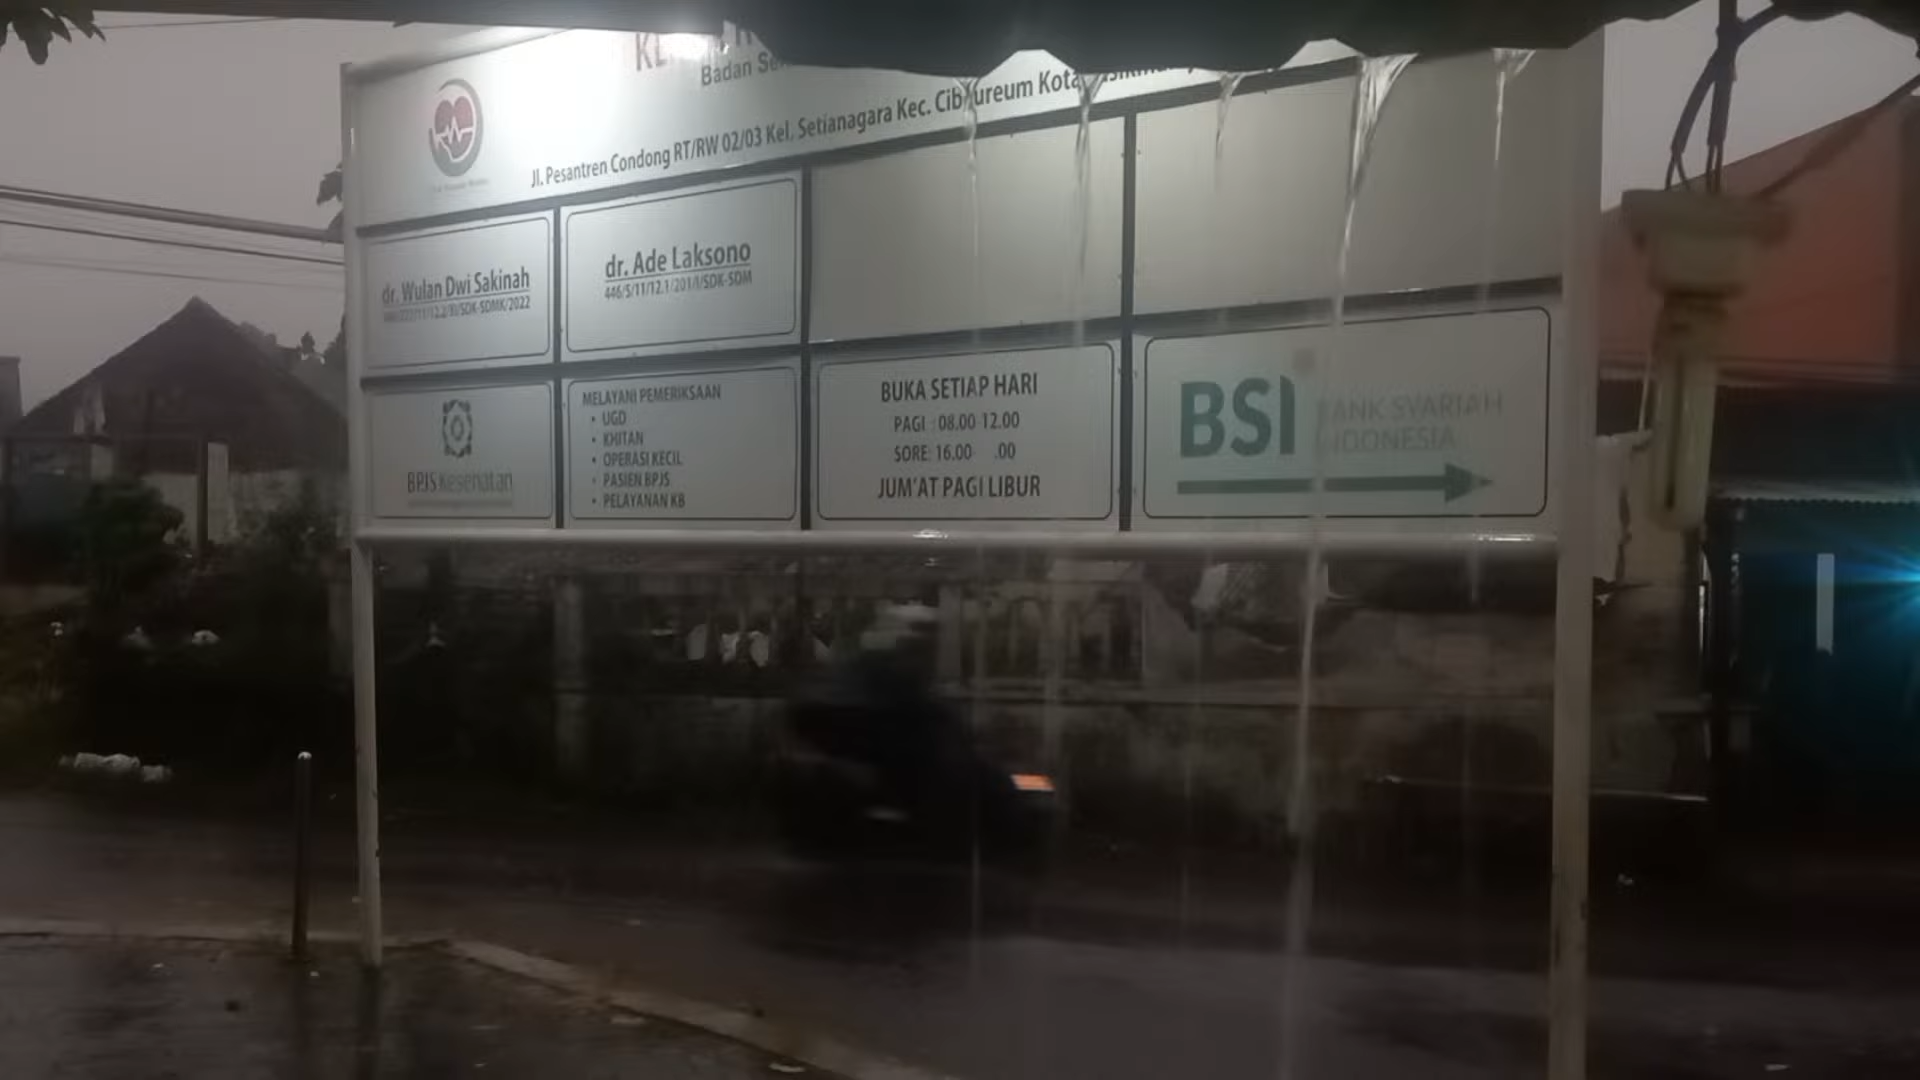 Badan
Jl. Pesantren Condong RT/RW 02/03 Kel. Setianagara Kec. Cibeureum Kota
dr. Wulan Dwi Sakinah
dr. Ade Laksono
446/5/11/12.1/201/I/SDK-SDM
BPJS Kesehatan
MELAYANI PEMERIKSAAN
• UGD
• KHITAN
• OPERASI KECIL
• PASIEN BPJS
• PELAYANAN KB
BUKA SETIAP HARI
PAGI : 08.00 12.00
SORE: 16.00 .00
JUM'AT PAGI LIBUR
BSI BANK SYARIAH
INDONESIA